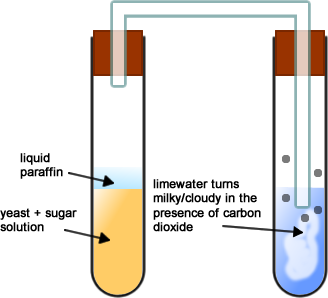 liquid
paraffin
yeast + sugar
solution
limewater turns
milky/cloudy in the
presence of carbon
dioxide